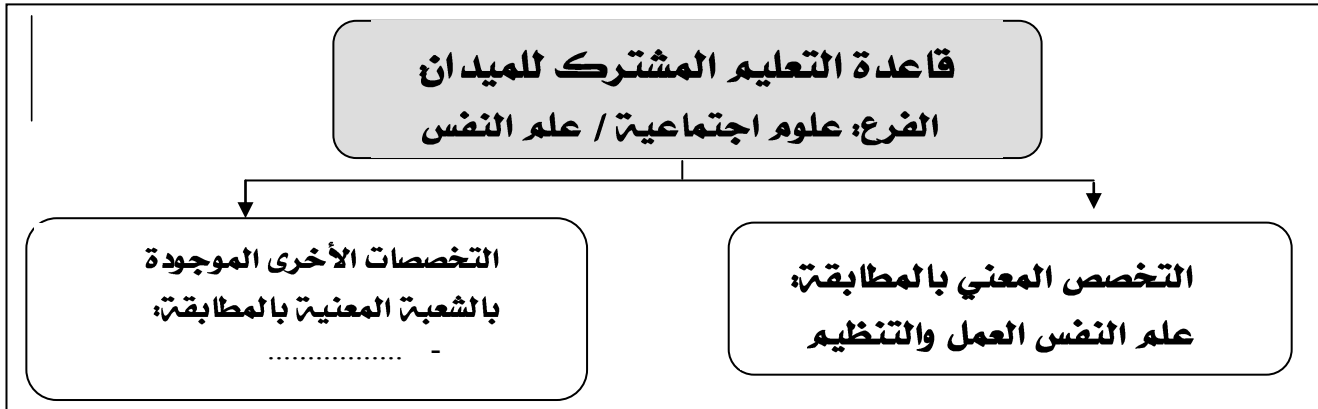 قاعدة التعليم المشترك للميدان:
الفرع: علوم اجتماعية / علم النفس
التخصص المعني بالمطابقة:
علم النفس العمل والتنظيم
التخصصات الأخرى الموجودة
بالشعبة المعنية بالمطابقة:
- .................